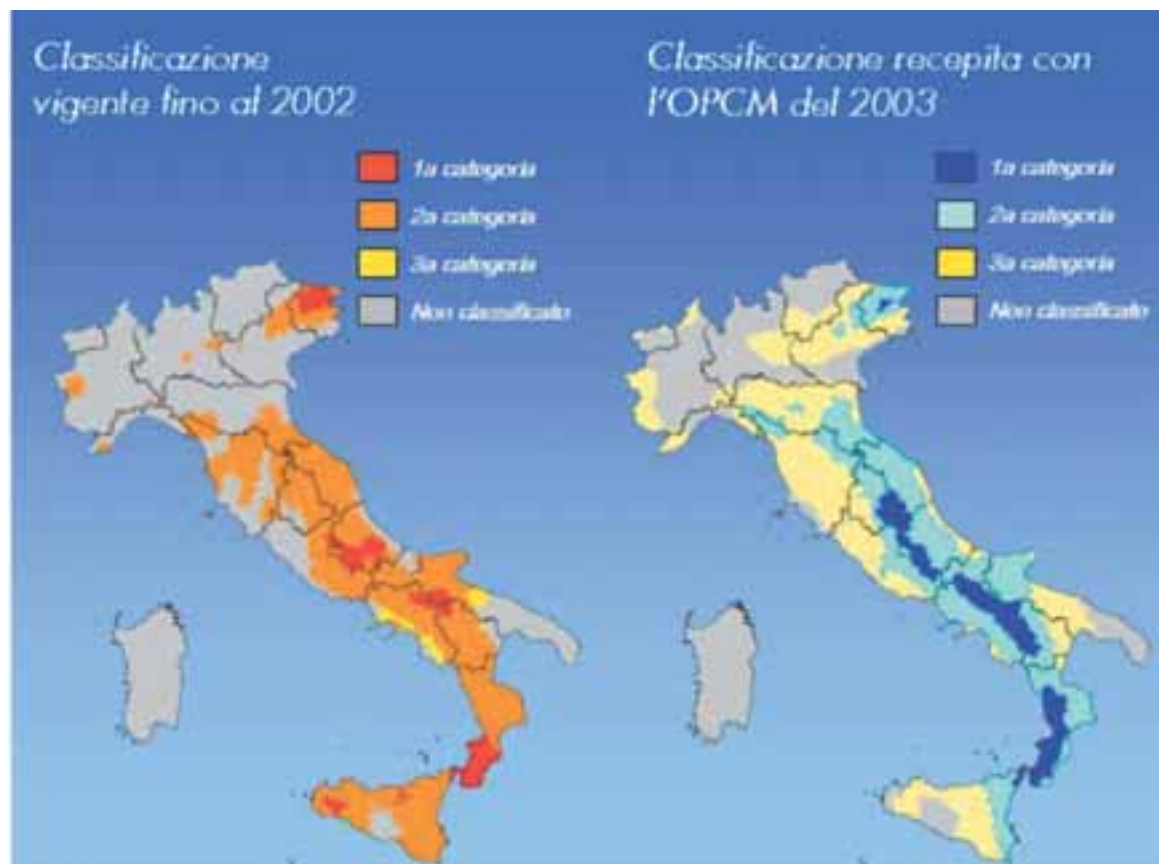 Classificazione
vigente fino al 2002
1a categoria
2a categoria
3a categoria
Non classificato
Classificazione recepita con
l'OPCM del 2003
1a categoria
2a categoria
3a categoria
Non classificato